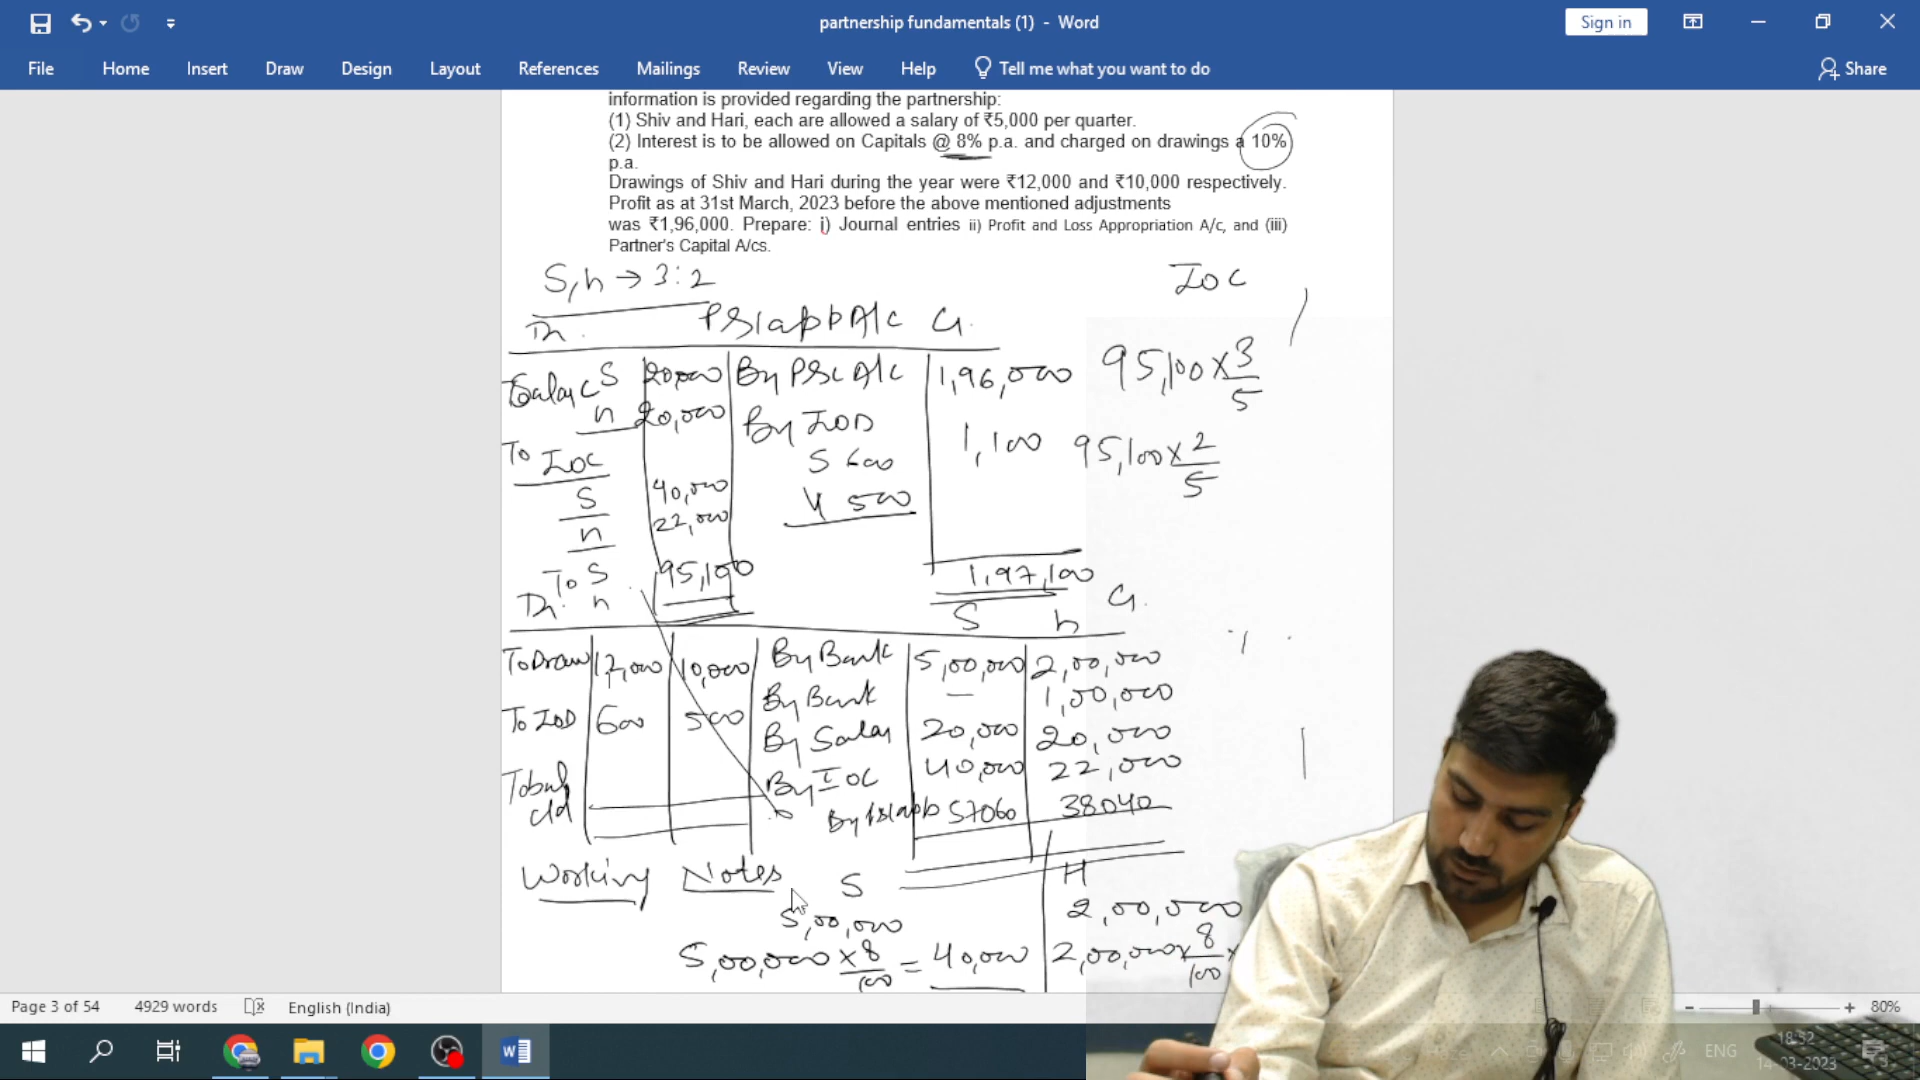 partnership fundamentals (1) - Word
Sign in
File Home Insert Draw Design Layout References Mailings Review View Help Tell me what you want to do Share
information is provided regarding the partnership:
(1) Shiv and Hari, each are allowed a salary of ₹5,000 per quarter.
(2) Interest is to be allowed on Capitals @ 8% p.a. and charged on drawings a 10%
p.a.
Drawings of Shiv and Hari during the year were ₹12,000 and ₹10,000 respectively.
Profit as at 31st March, 2023 before the above mentioned adjustments
was ₹1,96,000. Prepare: i) Journal entries ii) Profit and Loss Appropriation A/c, and (iii)
Partner's Capital A/cs.
S, h → 3:2 IOC
Dr. P&L app A/c Cr.
Salary S 20,000 By P&L A/c 1,96,000 95,100 × 3/5
h 20,000 By IOD 1,100 95,100 × 2/5
To IOC S 600
S 40,000 H 500
h 22,000
To S 95,100 1,97,100
Dr. h S h Cr.
To Draw 12,000 10,000 By Bank 5,00,000 2,00,000
By Bank — 1,00,000
To IOD 600 500 By Salary 20,000 20,000
By IOC 40,000 22,000
To bal c/d By P&L app 57060 38040
Working Notes S H
5,00,000 2,00,000
5,00,000 × 8/100 = 40,000 2,00,000 × 8/100 ×
Page 3 of 54 4929 words English (India) 80%
ENG 18:52
14-03-2023